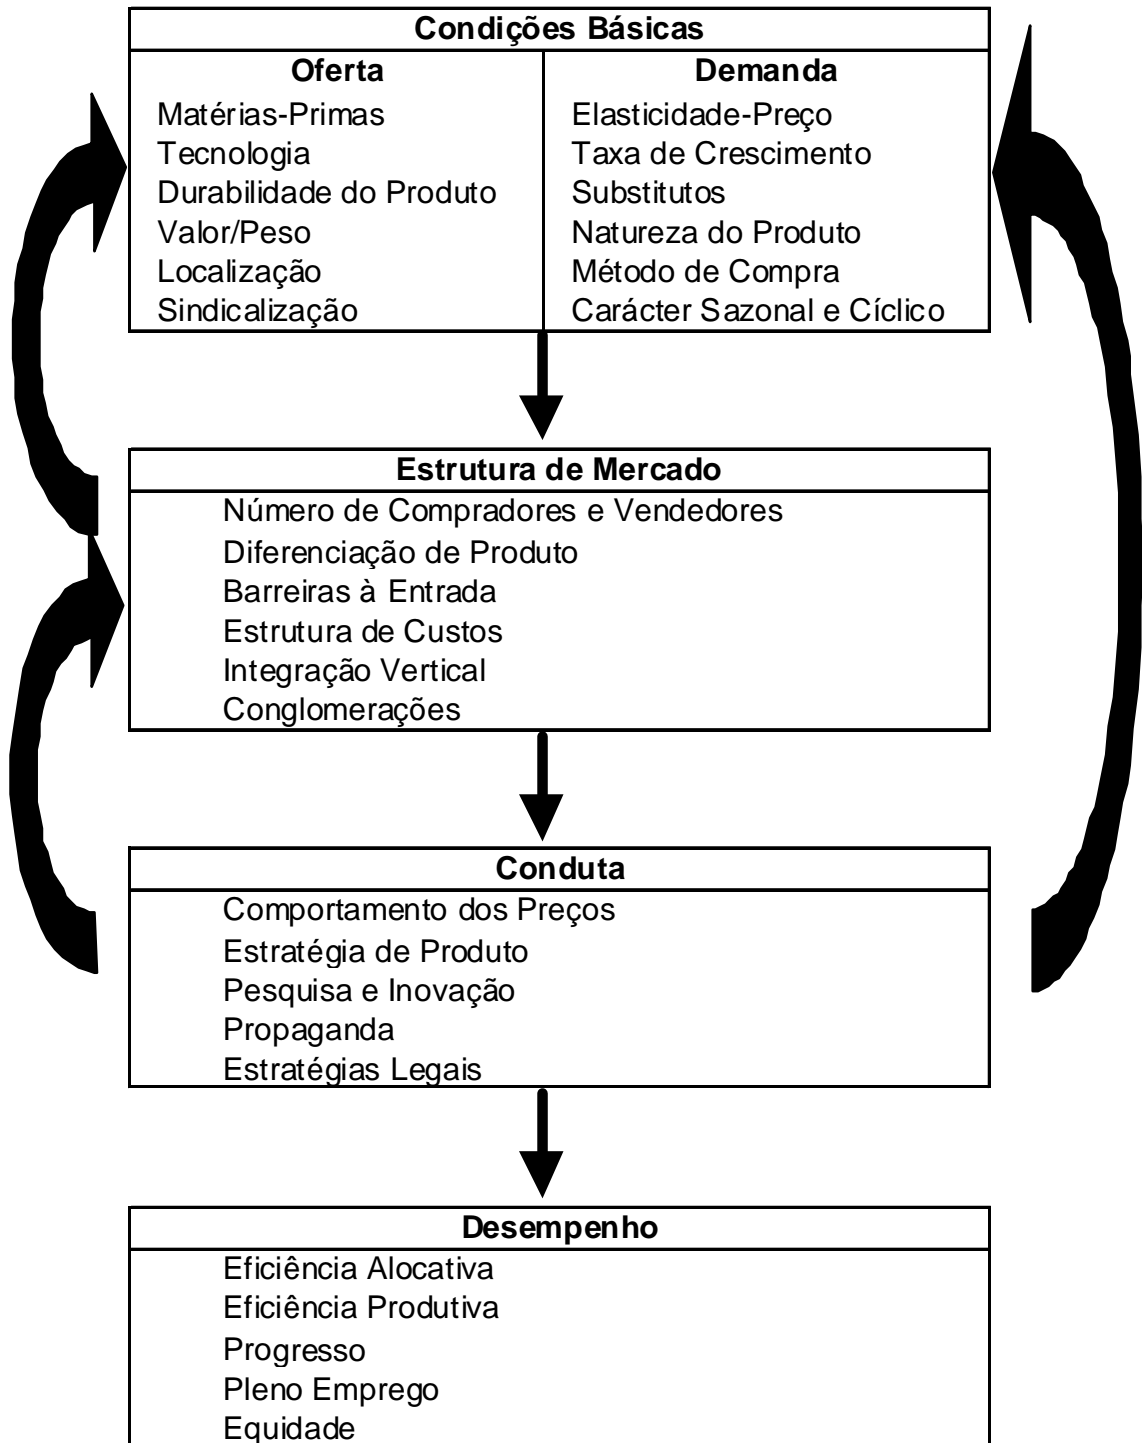 Condições Básicas
Oferta
Matérias-Primas
Tecnologia
Durabilidade do Produto
Valor/Peso
Localização
Sindicalização
Demanda
Elasticidade-Preço
Taxa de Crescimento
Substitutos
Natureza do Produto
Método de Compra
Carácter Sazonal e Cíclico
Estrutura de Mercado
Número de Compradores e Vendedores
Diferenciação de Produto
Barreiras à Entrada
Estrutura de Custos
Integração Vertical
Conglomerações
Conduta
Comportamento dos Preços
Estratégia de Produto
Pesquisa e Inovação
Propaganda
Estratégias Legais
Desempenho
Eficiência Alocativa
Eficiência Produtiva
Progresso
Pleno Emprego
Equidade